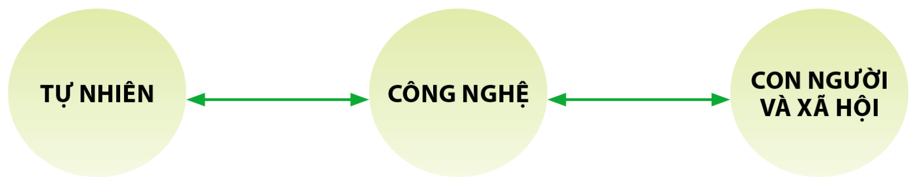 TỰ NHIÊN
CÔNG NGHỆ
CON NGƯỜI
VÀ XÃ HỘI